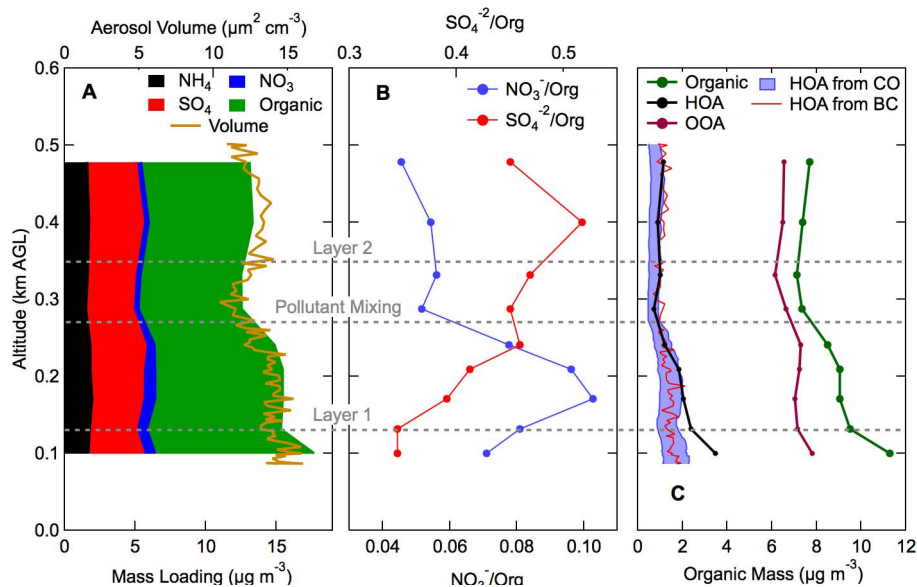 Aerosol Volume (μm² cm⁻³)
0 5 10 15
SO₄⁻²/Org
0.3 0.4 0.5
0.6
0.5
0.4
0.3
0.2
0.1
0.0
Altitude (km AGL)
A
NH₄ NO₃
SO₄ Organic
Volume
B
NO₃⁻/Org
SO₄⁻²/Org
Organic
HOA
OOA
HOA from CO
HOA from BC
C
Layer 2
Pollutant Mixing
Layer 1
0 5 10 15
Mass Loading (μg m⁻³)
0.04 0.06 0.08 0.10
NO₃⁻/Org
0 2 4 6 8 10 12
Organic Mass (μg m⁻³)